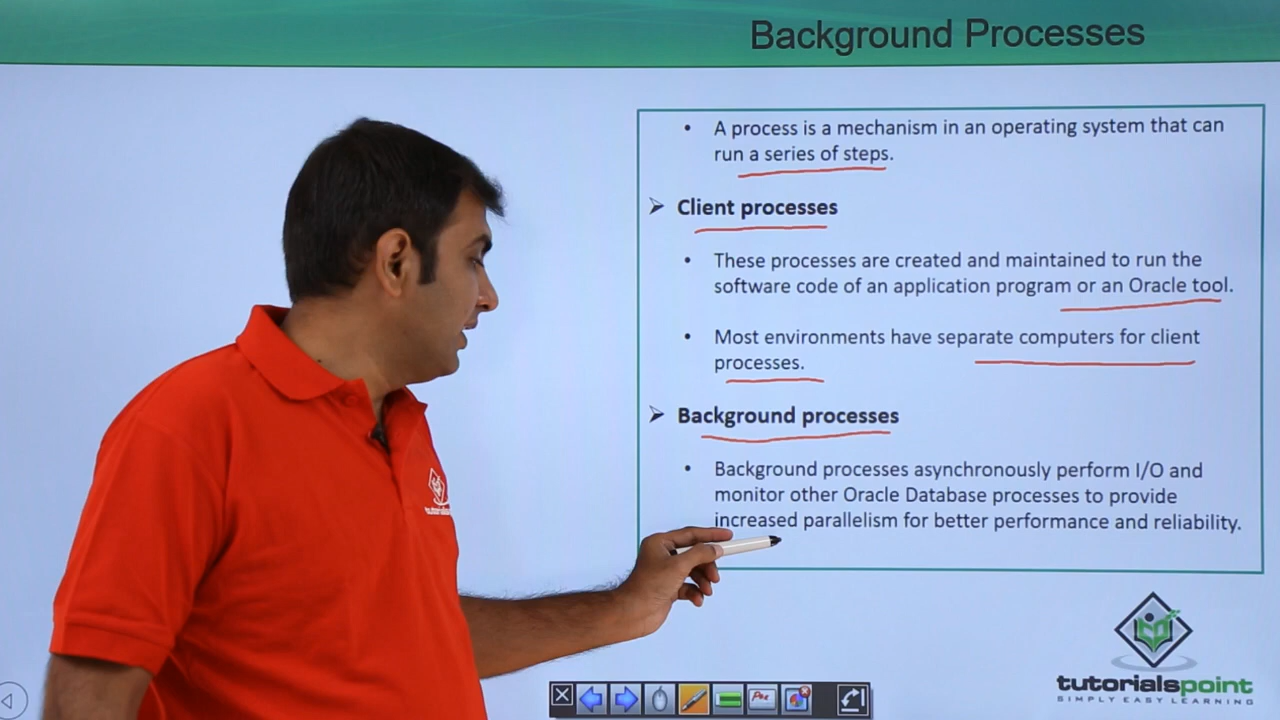 Background Processes
• A process is a mechanism in an operating system that can
run a series of steps.
➢ Client processes
• These processes are created and maintained to run the
software code of an application program or an Oracle tool.
• Most environments have separate computers for client
processes.
➢ Background processes
• Background processes asynchronously perform I/O and
monitor other Oracle Database processes to provide
increased parallelism for better performance and reliability.
tutorialspoint
SIMPLY EASY LEARNING